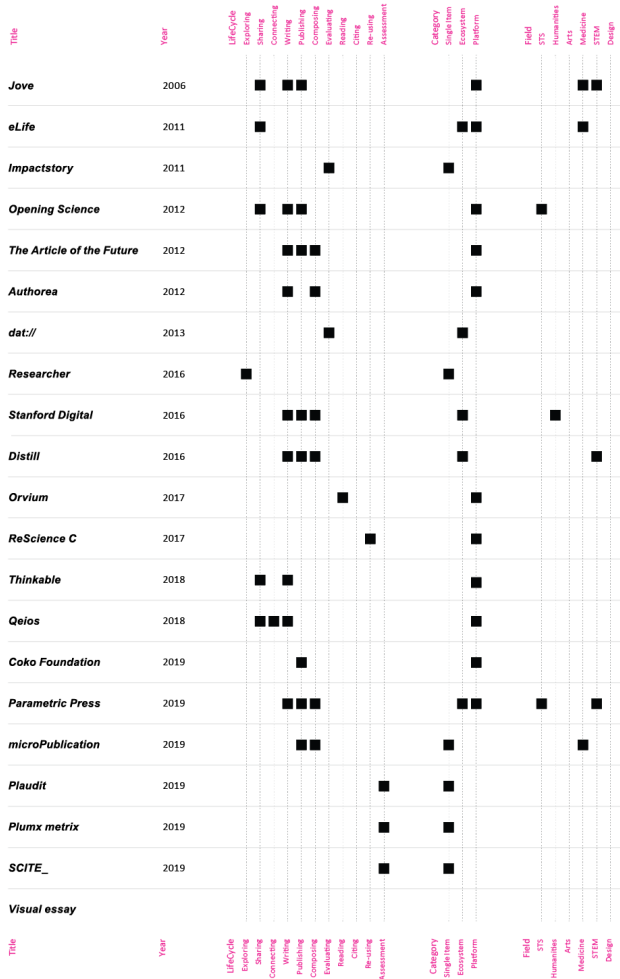 Title Year LifeCycle Exploring Sharing Connecting Writing Publishing Composing Evaluating Reading Citing Re-using Assessment Category Single Item Ecosystem Platform Field STS Humanities Arts Medicine STEM Design
Jove 2006
eLife 2011
Impactstory 2011
Opening Science 2012
The Article of the Future 2012
Authorea 2012
dat:// 2013
Researcher 2016
Stanford Digital 2016
Distill 2016
Orvium 2017
ReScience C 2017
Thinkable 2018
Qeios 2018
Coko Foundation 2019
Parametric Press 2019
microPublication 2019
Plaudit 2019
Plumx metrix 2019
SCITE_ 2019
Visual essay
Title Year LifeCycle Exploring Sharing Connecting Writing Publishing Composing Evaluating Reading Citing Re-using Assessment Category Single Item Ecosystem Platform Field STS Humanities Arts Medicine STEM Design